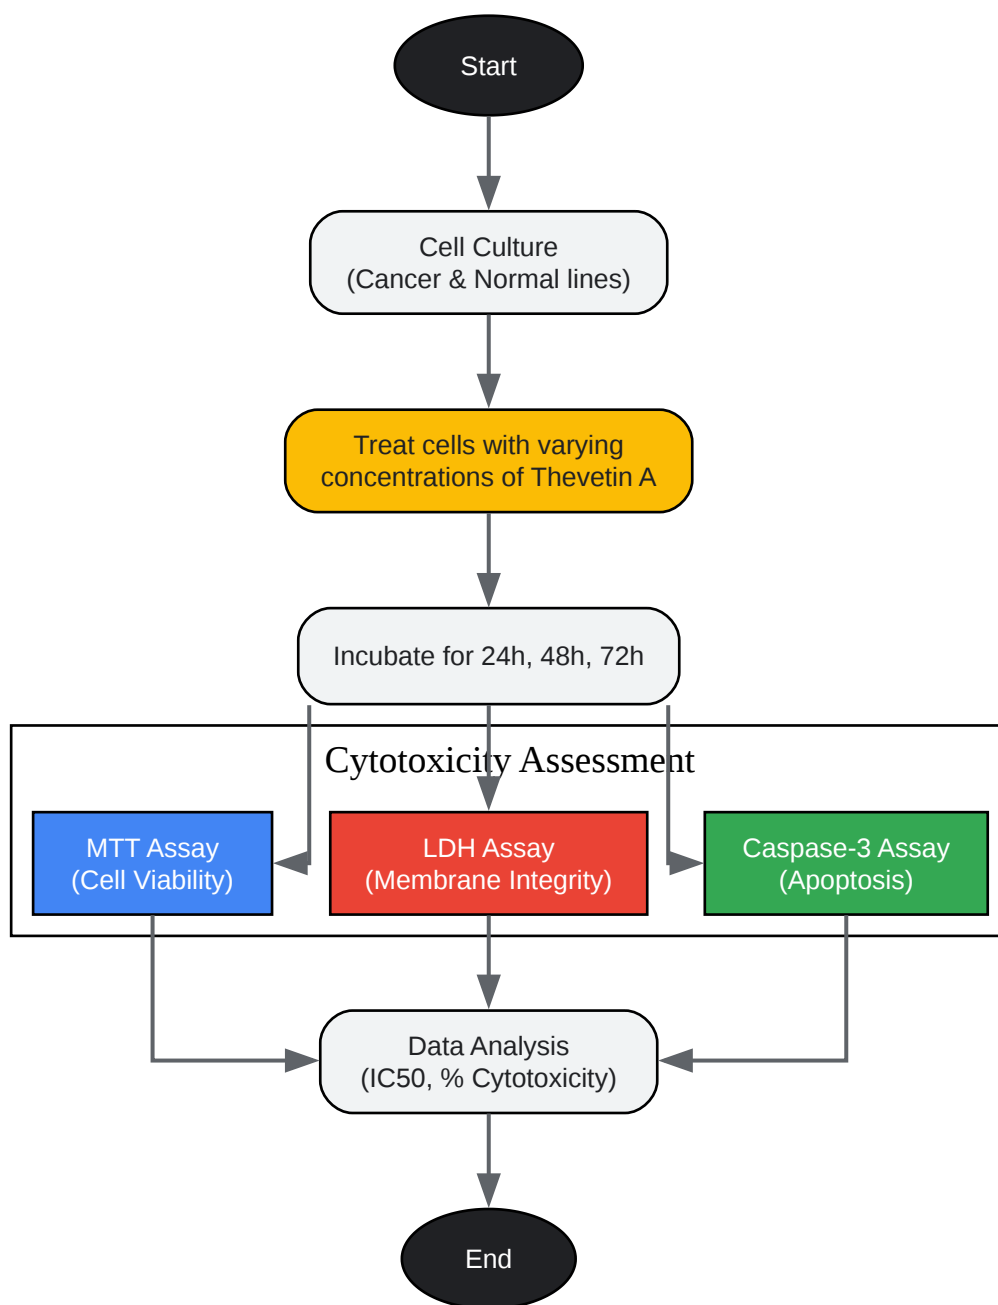 Start
Cell Culture
(Cancer & Normal lines)
Treat cells with varying
concentrations of Thevetin A
Incubate for 24h, 48h, 72h
Cytotoxicity Assessment
MTT Assay
(Cell Viability)
LDH Assay
(Membrane Integrity)
Caspase-3 Assay
(Apoptosis)
Data Analysis
(IC50, % Cytotoxicity)
End